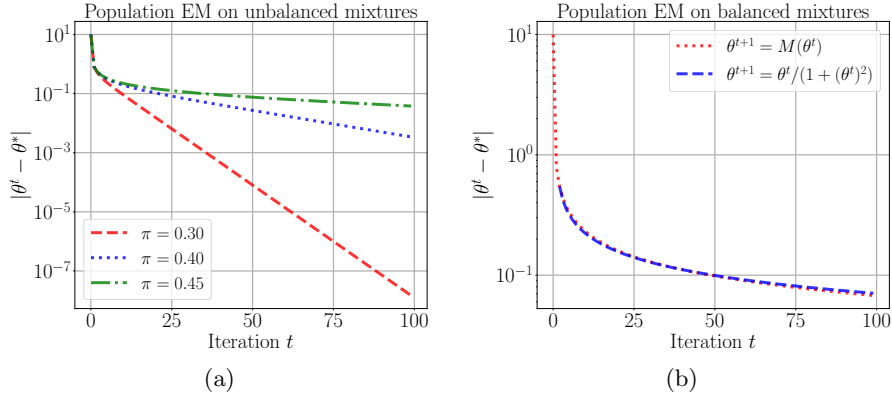 Population EM on unbalanced mixtures
10^1
10^{-1}
10^{-3}
10^{-5}
10^{-7}
|θ^t − θ^*|
π = 0.30
π = 0.40
π = 0.45
0 25 50 75 100
Iteration t
(a)
Population EM on balanced mixtures
10^1
10^0
10^{-1}
|θ^t − θ^*|
θ^{t+1} = M(θ^t)
θ^{t+1} = θ^t/(1 + (θ^t)^2)
0 25 50 75 100
Iteration t
(b)